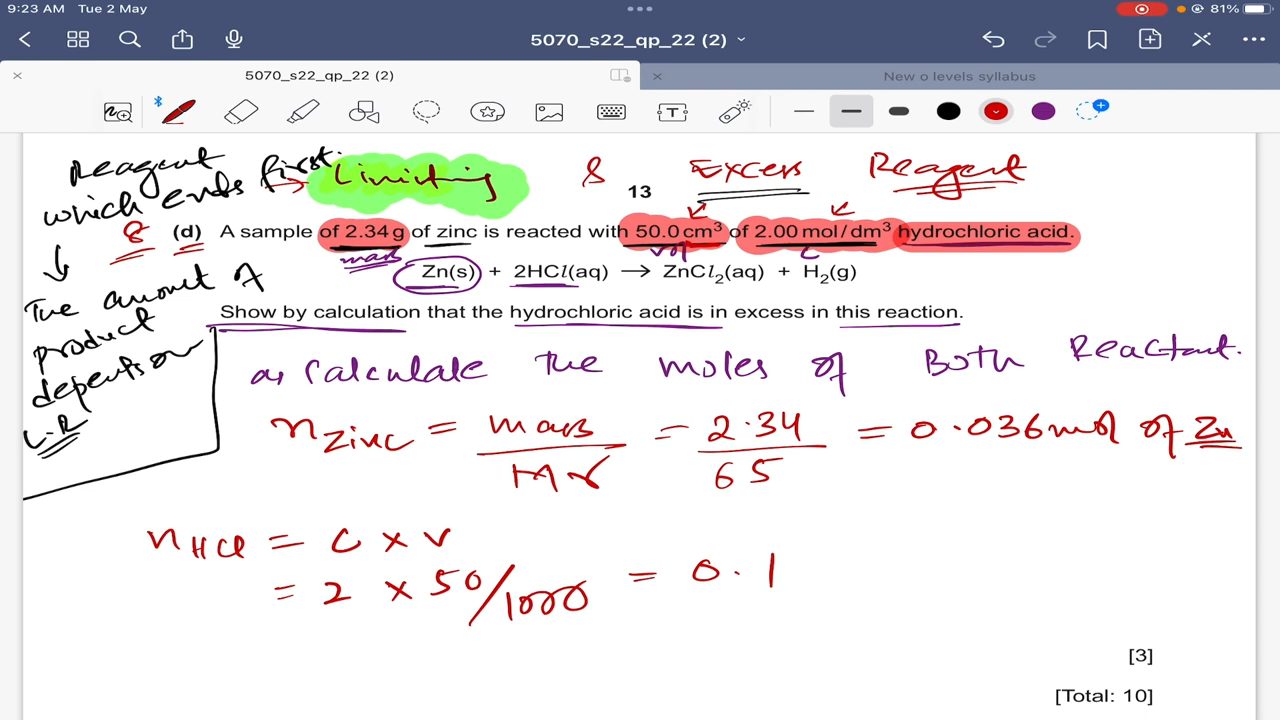 9:23 AM Tue 2 May
81%
5070_s22_qp_22 (2)
5070_s22_qp_22 (2)
New o levels syllabus
Reagent
which ends first.
Limiting & Excess Reagent
13
8 (d) A sample of 2.34 g of zinc is reacted with 50.0 cm³ of 2.00 mol/dm³ hydrochloric acid.
mass vol C
Zn(s) + 2HCl(aq) → ZnCl₂(aq) + H₂(g)
Show by calculation that the hydrochloric acid is in excess in this reaction.
The amount of
product
depends on
L.R
a, Calculate the moles of Both Reactant.
nZinc = mass / Mr = 2.34 / 65 = 0.036 mol of Zn
nHCl = C × V
= 2 × 50/1000 = 0.1
[3]
[Total: 10]